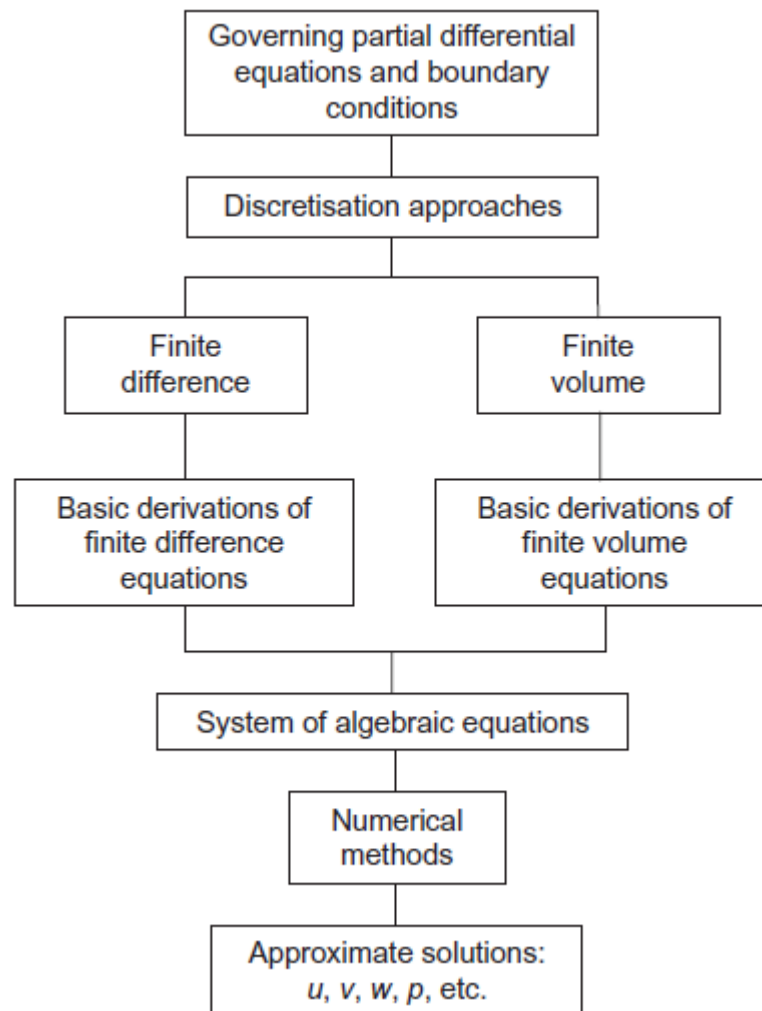 Governing partial differential
equations and boundary
conditions
Discretisation approaches
Finite
difference
Finite
volume
Basic derivations of
finite difference
equations
Basic derivations of
finite volume
equations
System of algebraic equations
Numerical
methods
Approximate solutions:
u, v, w, p, etc.